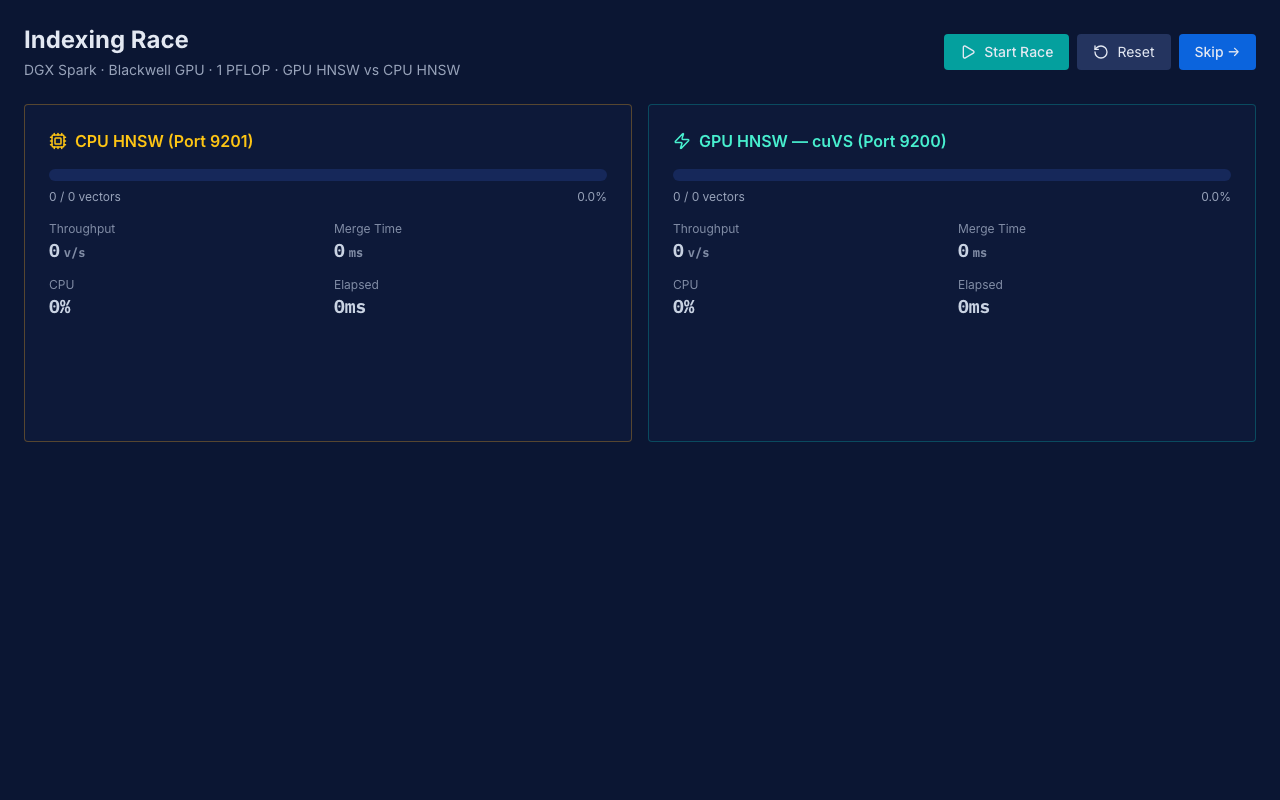 Indexing Race
DGX Spark · Blackwell GPU · 1 PFLOP · GPU HNSW vs CPU HNSW
Start Race
Reset
Skip →
CPU HNSW (Port 9201)
0 / 0 vectors
0.0%
Throughput
Merge Time
0 v/s
0 ms
CPU
Elapsed
0%
0ms
GPU HNSW — cuVS (Port 9200)
0 / 0 vectors
0.0%
Throughput
Merge Time
0 v/s
0 ms
CPU
Elapsed
0%
0ms